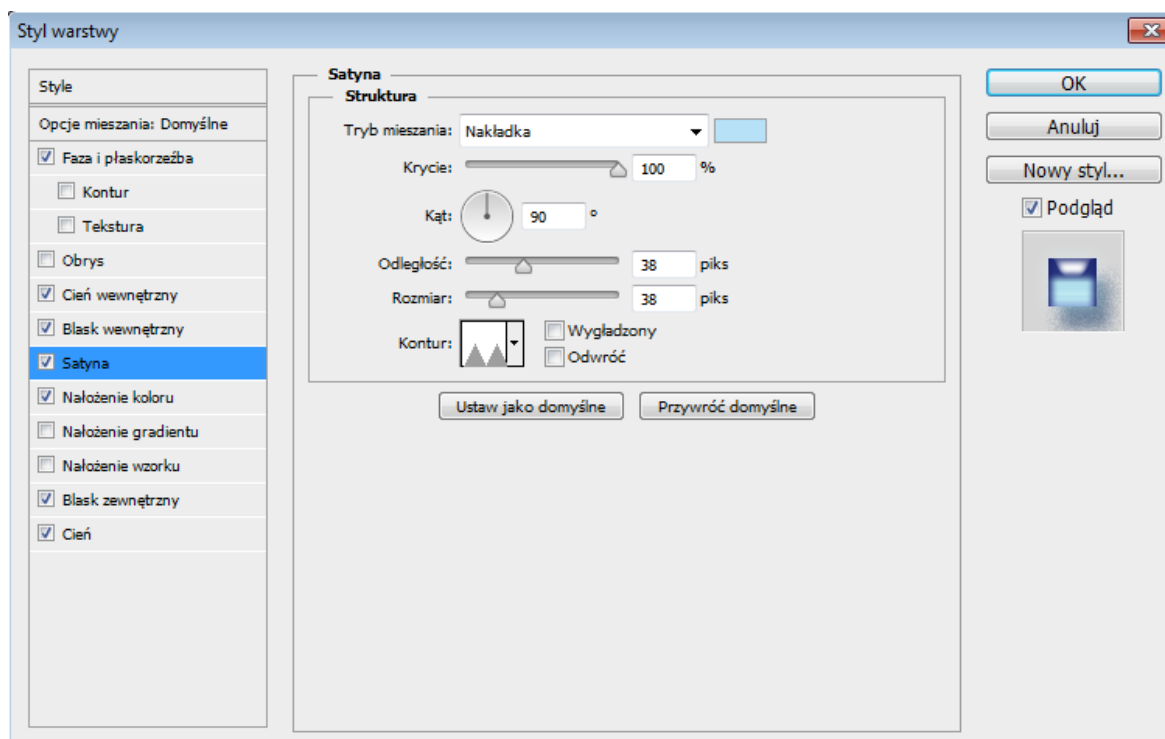 Styl warstwy
Style
Opcje mieszania: Domyślne
Faza i płaskorzeźba
Kontur
Tekstura
Obrys
Cień wewnętrzny
Blask wewnętrzny
Satyna
Nałożenie koloru
Nałożenie gradientu
Nałożenie wzorku
Blask zewnętrzny
Cień
Satyna
Struktura
Tryb mieszania: Nakładka
Krycie: 100 %
Kąt: 90 °
Odległość: 38 piks
Rozmiar: 38 piks
Kontur: Wygładzony
Odwróć
Ustaw jako domyślne Przywróć domyślne
OK
Anuluj
Nowy styl...
Podgląd